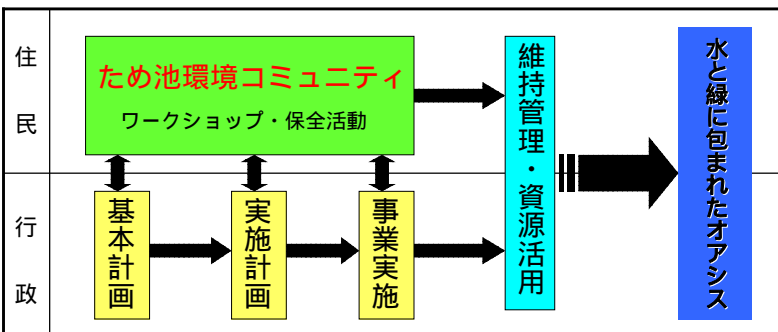 住民
ため池環境コミュニティ
ワークショップ・保全活動
行政
基本計画
実施計画
事業実施
維持管理・資源活用
水と緑に包まれたオアシス